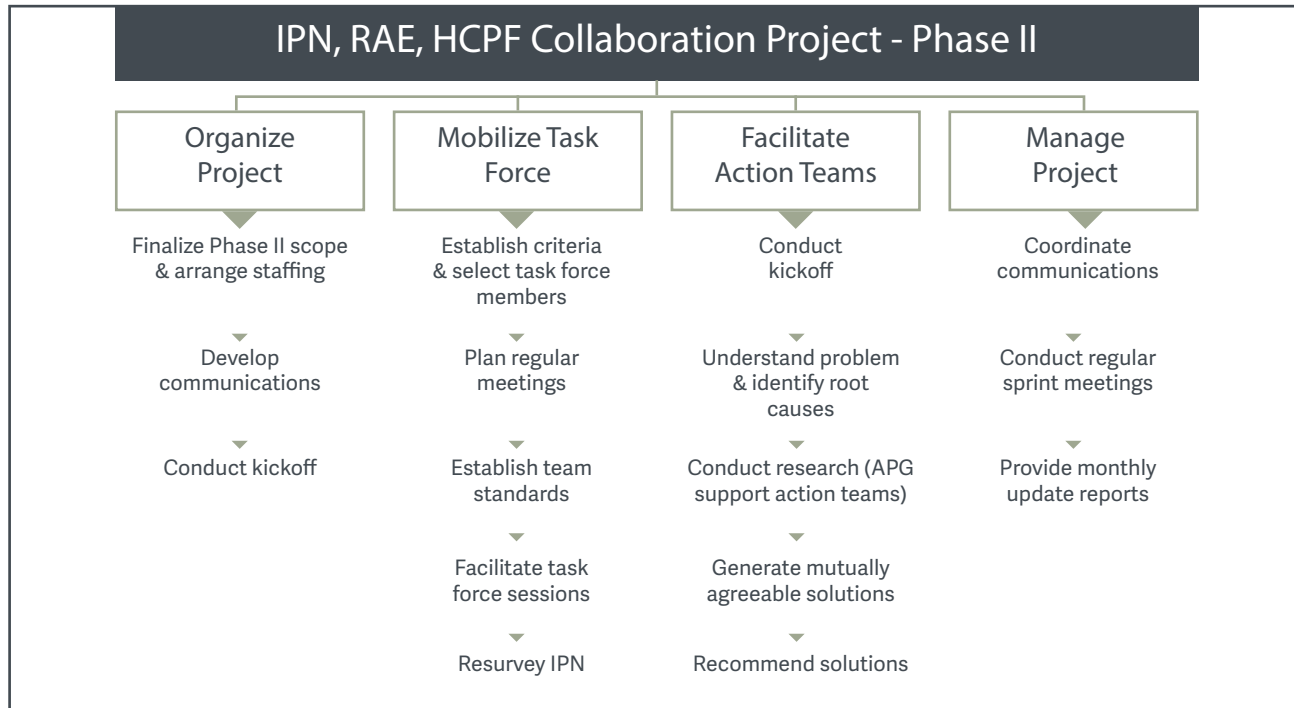 IPN, RAE, HCPF Collaboration Project - Phase II
Organize
Project
Finalize Phase II scope
& arrange staffing
Develop
communications
Conduct kickoff
Mobilize Task
Force
Establish criteria
& select task force
members
Plan regular
meetings
Establish team
standards
Facilitate task
force sessions
Resurvey IPN
Facilitate
Action Teams
Conduct
kickoff
Understand problem
& identify root
causes
Conduct research (APG
support action teams)
Generate mutually
agreeable solutions
Recommend solutions
Manage
Project
Coordinate
communications
Conduct regular
sprint meetings
Provide monthly
update reports